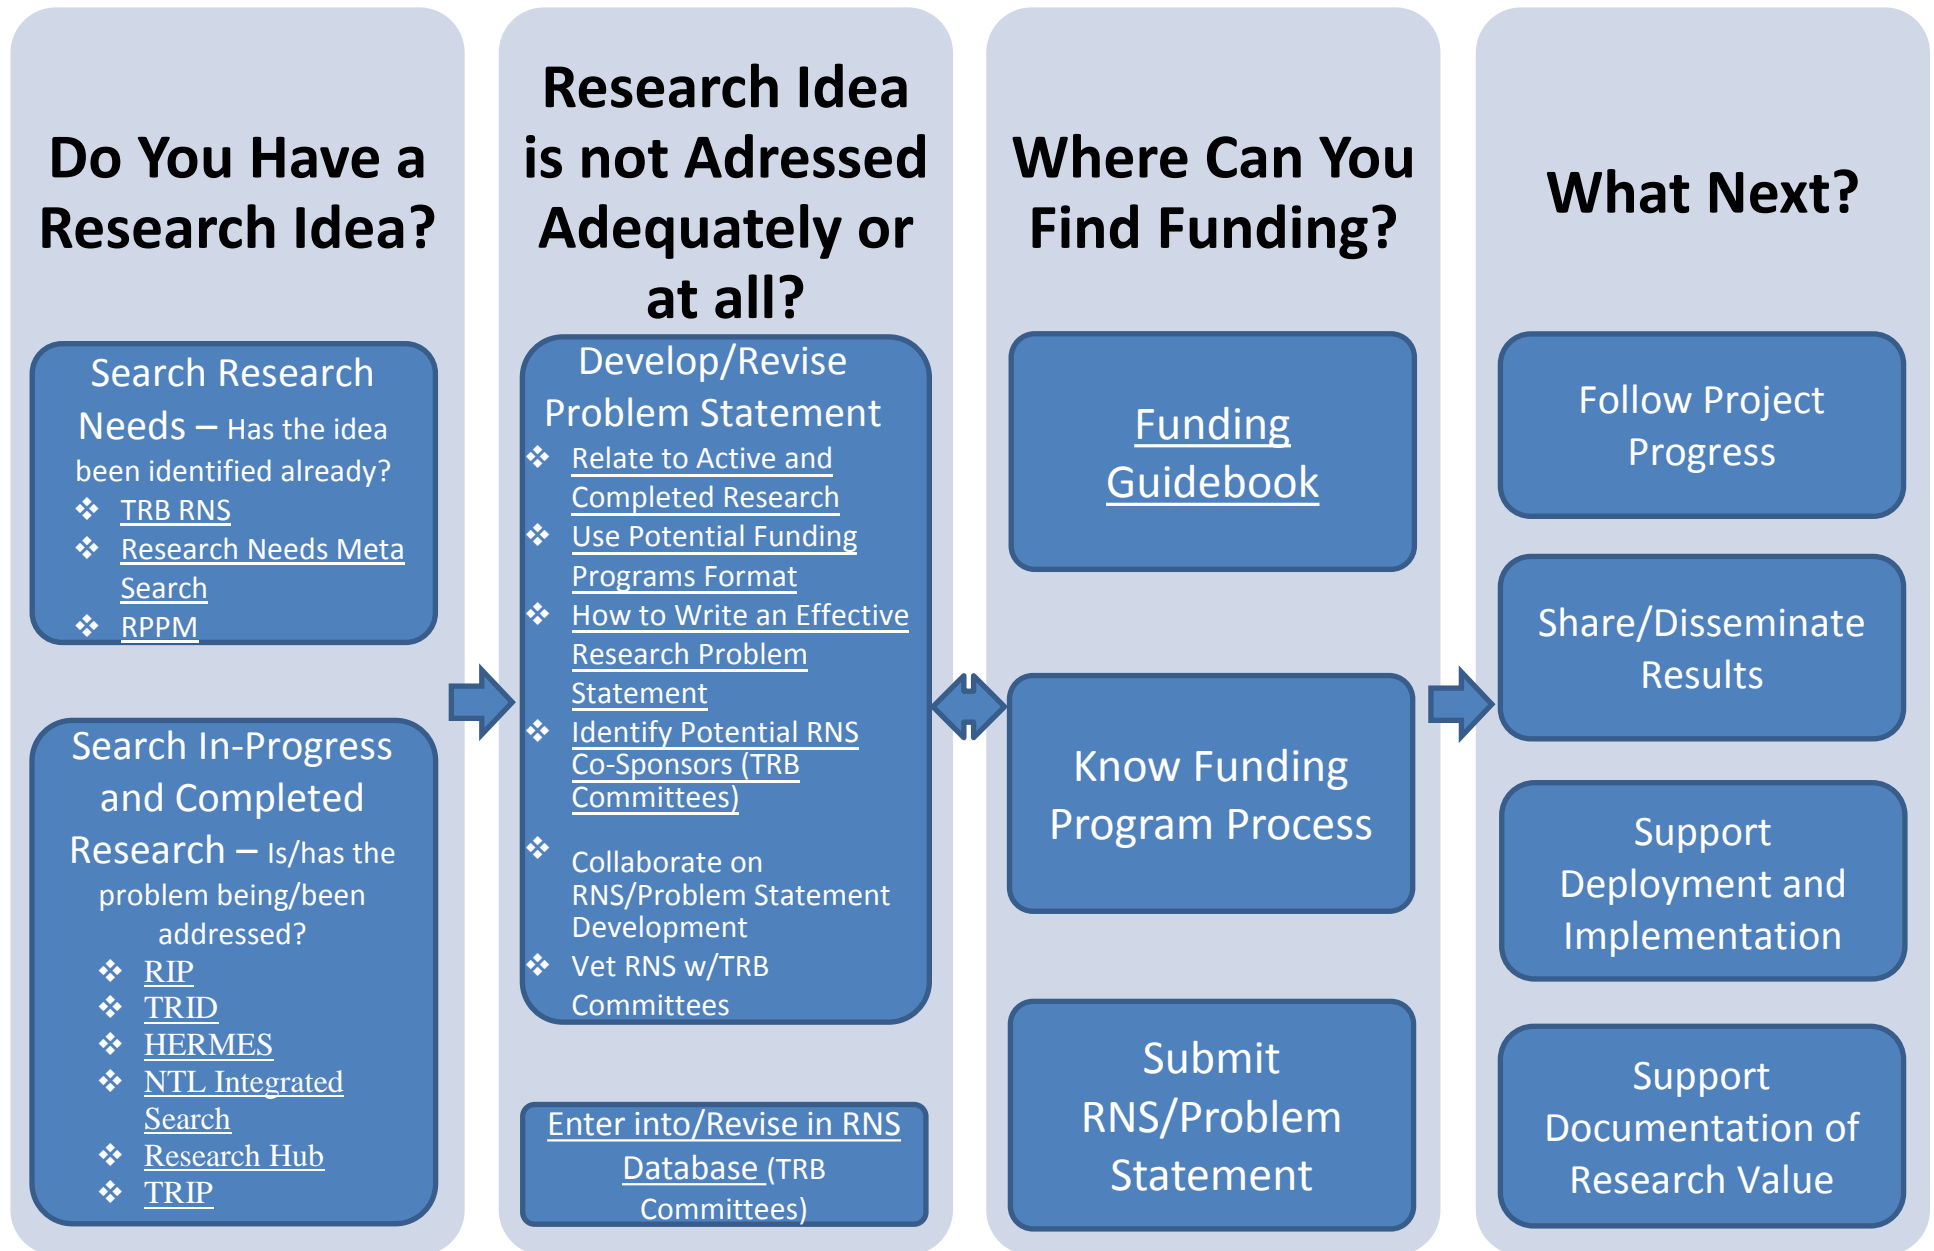 Do You Have a
Research Idea?
Search Research
Needs – Has the idea
been identified already?
❖ TRB RNS
❖ Research Needs Meta
Search
❖ RPPM
Search In-Progress
and Completed
Research – Is/has the
problem being/been
addressed?
❖ RIP
❖ TRID
❖ HERMES
❖ NTL Integrated
Search
❖ Research Hub
❖ TRIP
Research Idea
is not Adressed
Adequately or
at all?
Develop/Revise
Problem Statement
❖ Relate to Active and
Completed Research
❖ Use Potential Funding
Programs Format
❖ How to Write an Effective
Research Problem
Statement
❖ Identify Potential RNS
Co-Sponsors (TRB
Committees)
❖ Collaborate on
RNS/Problem Statement
Development
❖ Vet RNS w/TRB
Committees
Enter into/Revise in RNS
Database (TRB
Committees)
Where Can You
Find Funding?
Funding
Guidebook
Know Funding
Program Process
Submit
RNS/Problem
Statement
What Next?
Follow Project
Progress
Share/Disseminate
Results
Support
Deployment and
Implementation
Support
Documentation of
Research Value